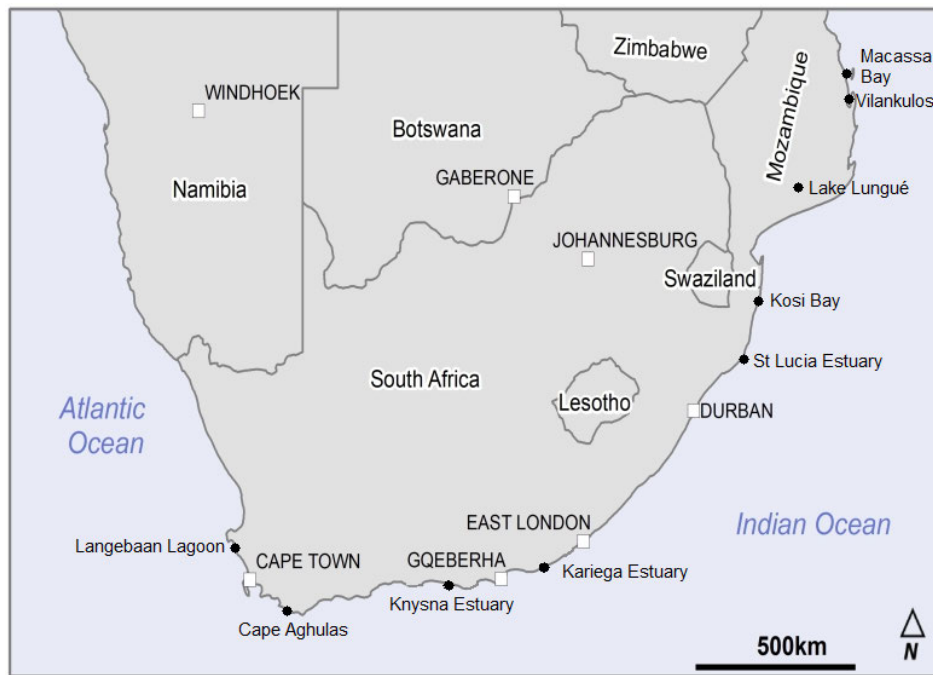 Zimbabwe
Macassa
Bay
WINDHOEK
Vilankulos
Botswana
Mozambique
GABERONE
Namibia
Lake Lungué
JOHANNESBURG
Swaziland
Kosi Bay
South Africa
St Lucia Estuary
Lesotho
Atlantic
Ocean
DURBAN
EAST LONDON
Indian Ocean
Langebaan Lagoon
CAPE TOWN
GQEBERHA
Kariega Estuary
Knysna Estuary
Cape Aghulas
500km
N